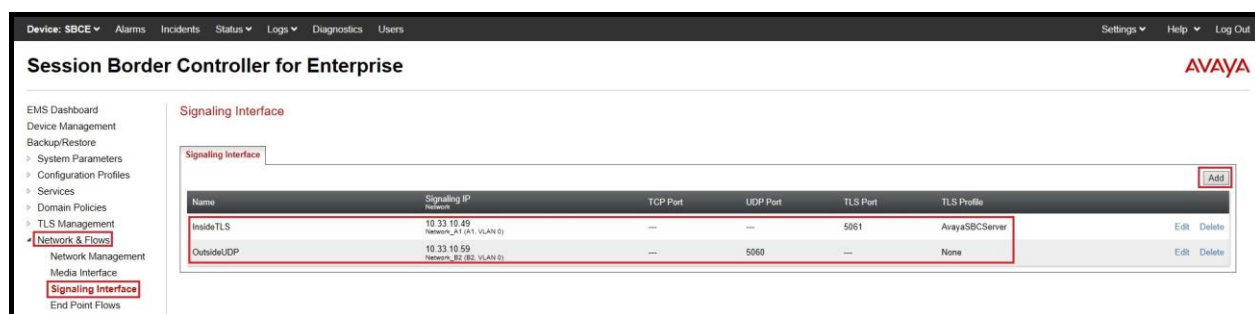 Device: SBCE Alarms Incidents Status Logs Diagnostics Users Settings Help Log Out
Session Border Controller for Enterprise AVAYA
EMS Dashboard
Device Management
Backup/Restore
System Parameters
Configuration Profiles
Services
Domain Policies
TLS Management
Network & Flows
Network Management
Media Interface
Signaling Interface
End Point Flows
Signaling Interface
Signaling Interface
Add
Name Signaling IP TCP Port UDP Port TLS Port TLS Profile
Network
InsideTLS 10.33.10.49 --- --- 5061 AvayaSBCServer Edit Delete
Network_A1 (A1, VLAN 0)
OutsideUDP 10.33.10.59 --- 5060 --- None Edit Delete
Network_B2 (B2, VLAN 0)